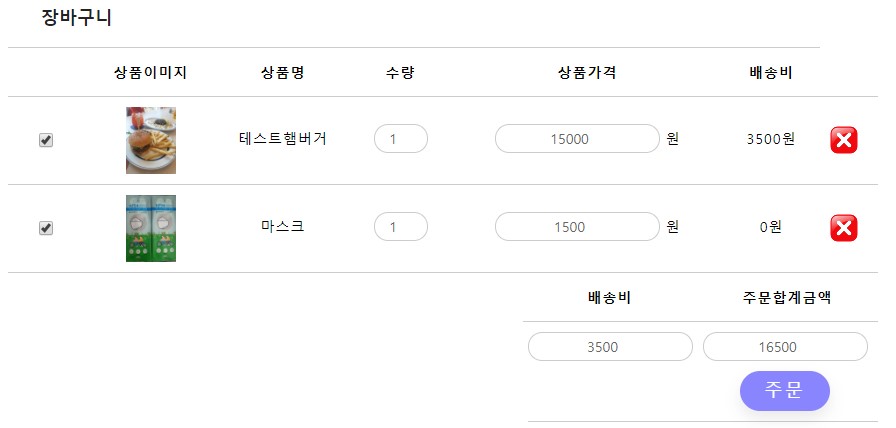 장바구니
상품이미지 상품명 수량 상품가격 배송비
테스트햄버거 1 15000 원 3500원
마스크 1 1500 원 0원
배송비 주문합계금액
3500 16500
주문